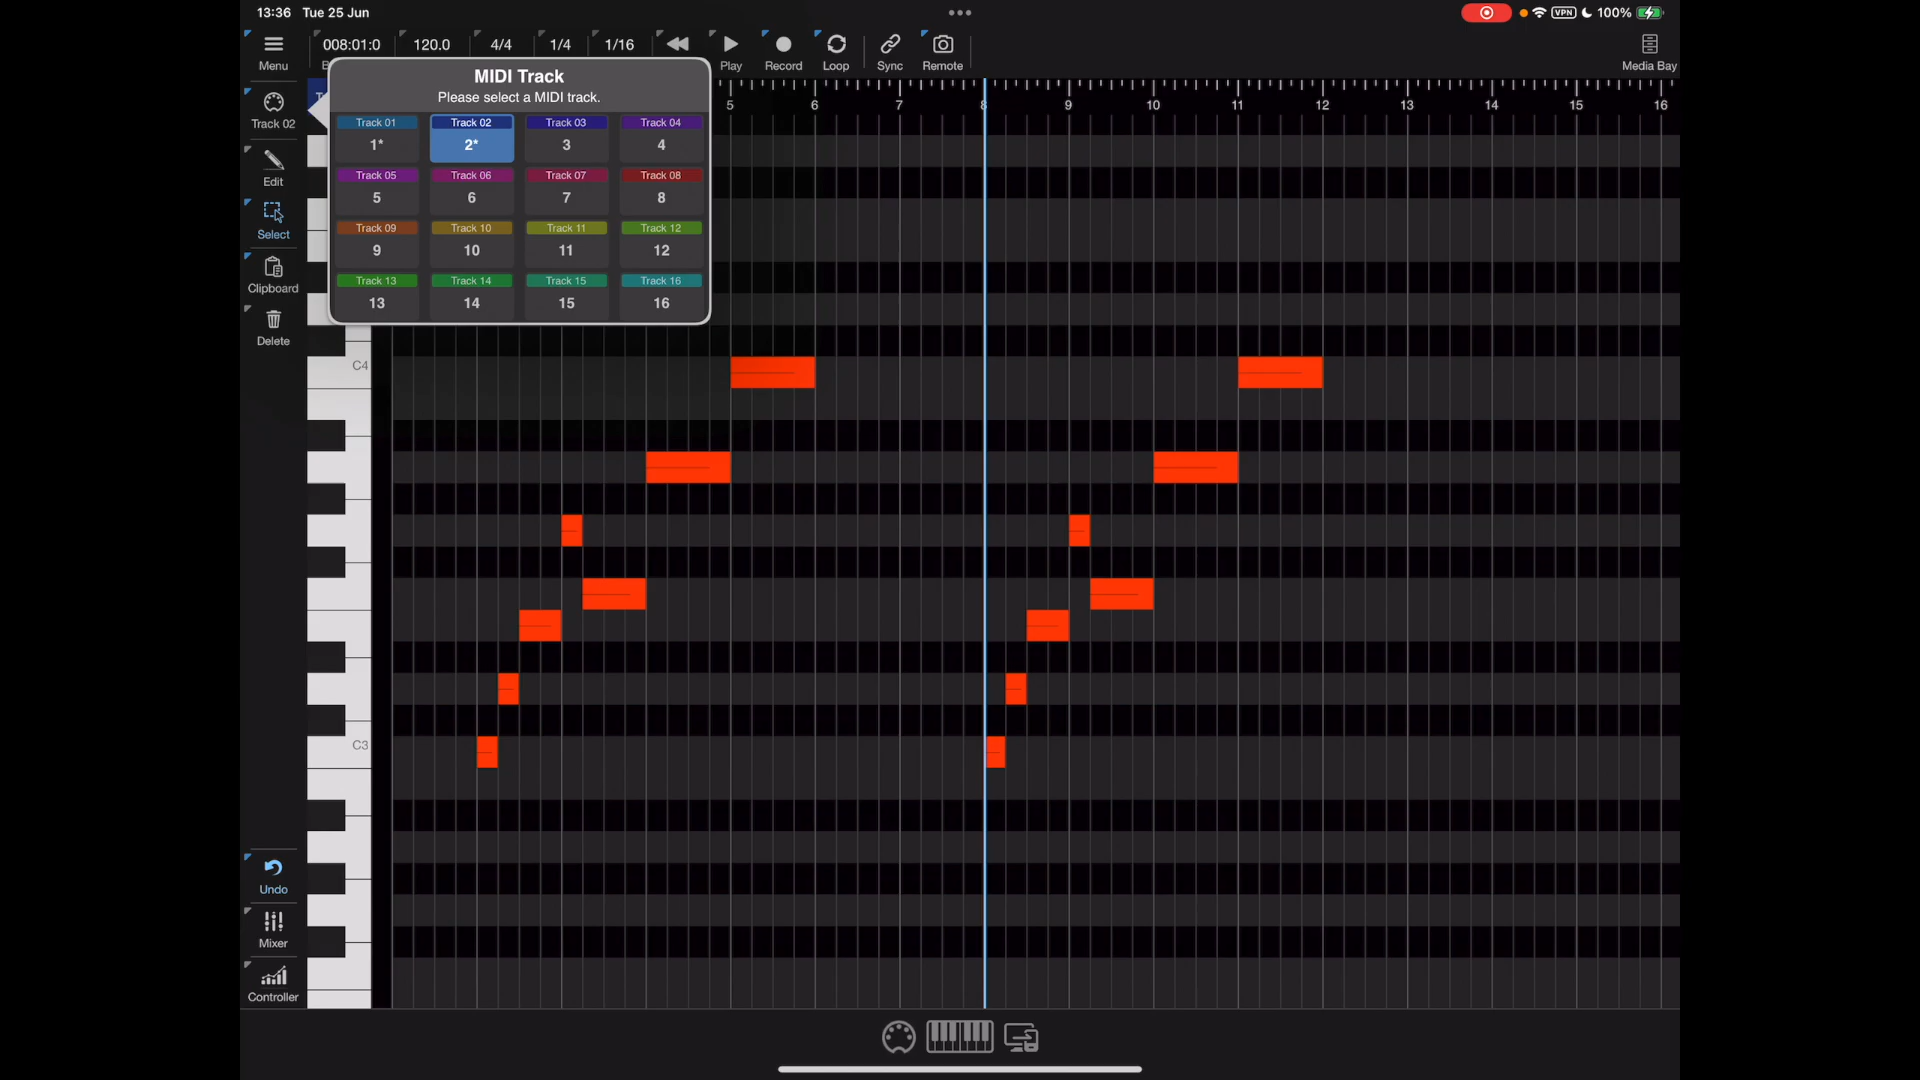 13:36 Tue 25 Jun
VPN 100%
Menu
008:01:0 120.0 4/4 1/4 1/16
Play Record Loop Sync Remote Media Bay
MIDI Track
Please select a MIDI track.
Track 01 Track 02 Track 03 Track 04
1* 2* 3 4
Track 05 Track 06 Track 07 Track 08
5 6 7 8
Track 09 Track 10 Track 11 Track 12
9 10 11 12
Track 13 Track 14 Track 15 Track 16
13 14 15 16
5 6 7 8 9 10 11 12 13 14 15 16
Track 02
Edit
Select
Clipboard
Delete
C4
C3
Undo
Mixer
Controller